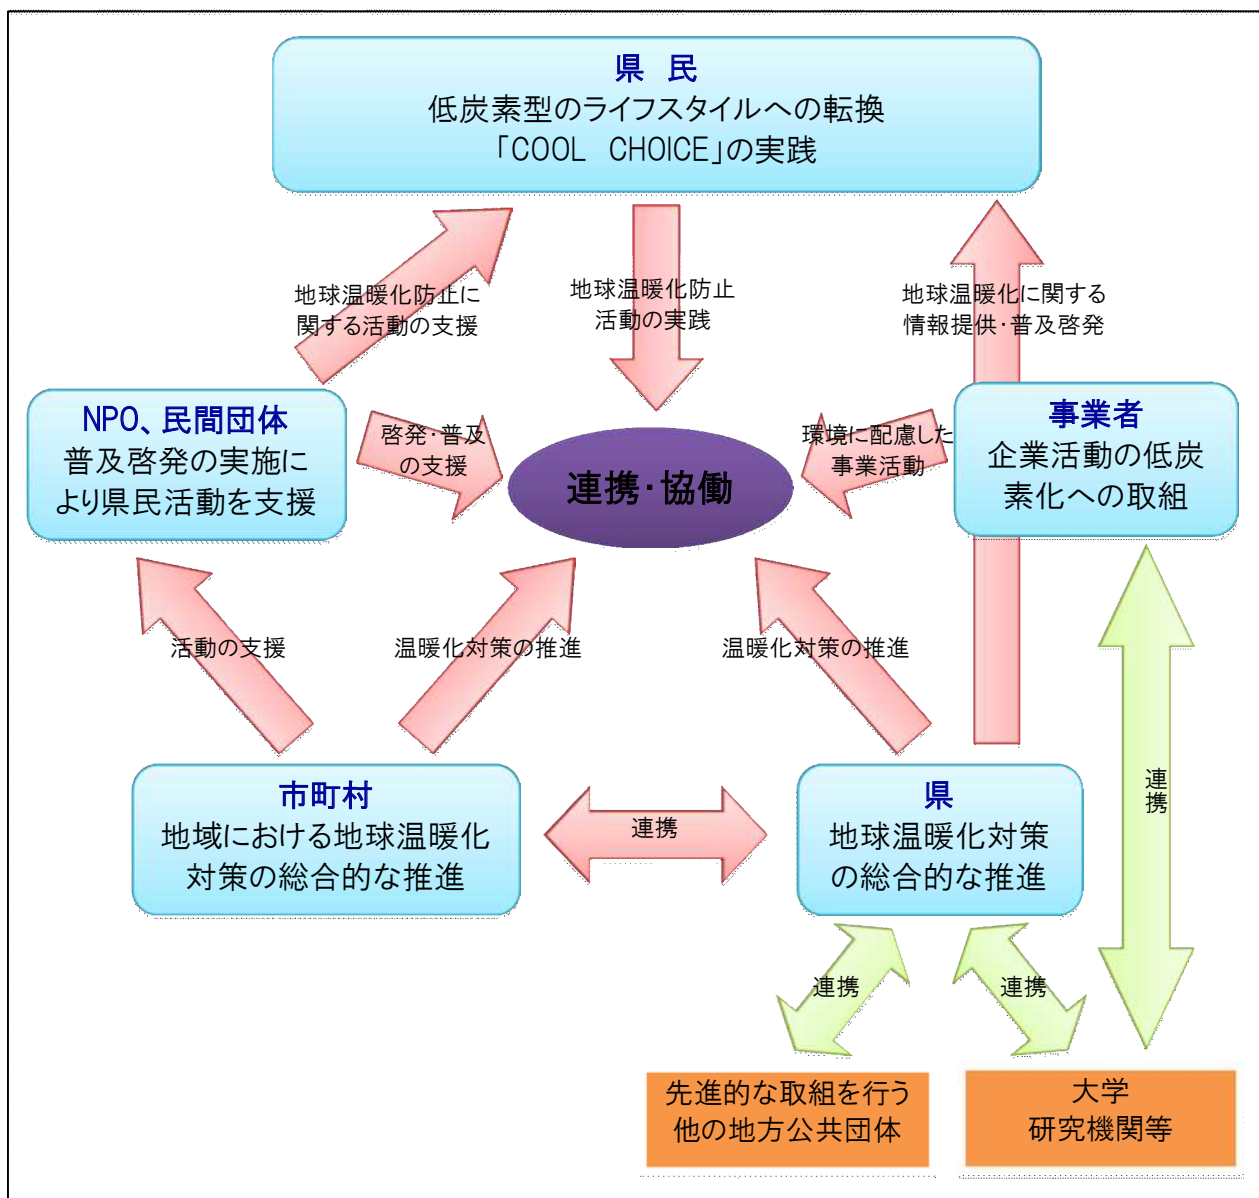 県 民
低炭素型のライフスタイルへの転換
「COOL CHOICE」の実践
地球温暖化防止に
関する活動の支援
地球温暖化防止
活動の実践
地球温暖化に関する
情報提供・普及啓発
NPO、民間団体
普及啓発の実施に
より県民活動を支援
啓発・普及
の支援
連携・協働
環境に配慮した
事業活動
事業者
企業活動の低炭
素化への取組
活動の支援
温暖化対策の推進
温暖化対策の推進
市町村
地域における地球温暖化
対策の総合的な推進
連携
県
地球温暖化対策
の総合的な推進
連携
連携
連携
先進的な取組を行う
他の地方公共団体
大学
研究機関等